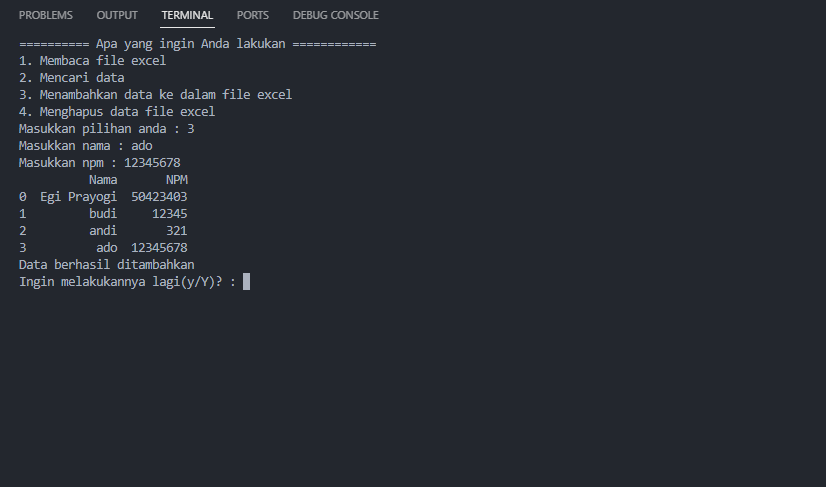 PROBLEMS OUTPUT TERMINAL PORTS DEBUG CONSOLE
========== Apa yang ingin Anda lakukan ============
1. Membaca file excel
2. Mencari data
3. Menambahkan data ke dalam file excel
4. Menghapus data file excel
Masukkan pilihan anda : 3
Masukkan nama : ado
Masukkan npm : 12345678
          Nama       NPM
0  Egi Prayogi  50423403
1         budi     12345
2         andi       321
3          ado  12345678
Data berhasil ditambahkan
Ingin melakukannya lagi(y/Y)? :